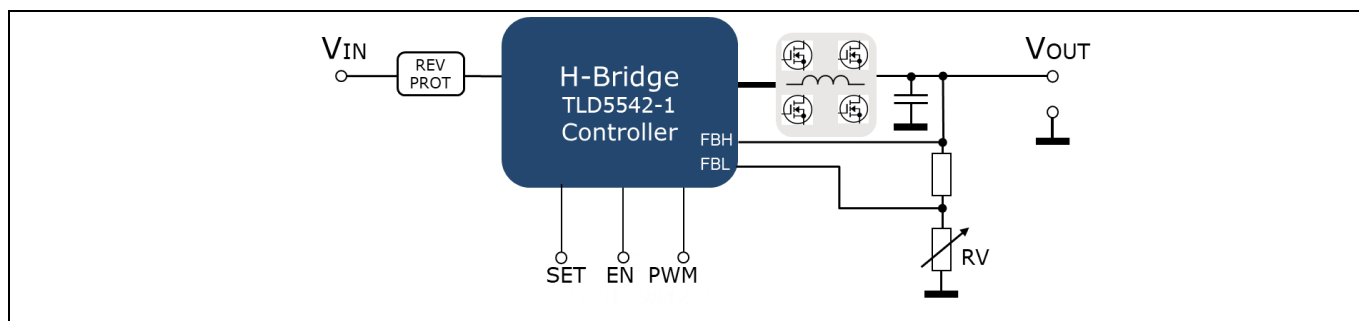 VIN
REV
PROT
H-Bridge
TLD5542-1
Controller
FBH
FBL
VOUT
RV
SET EN PWM